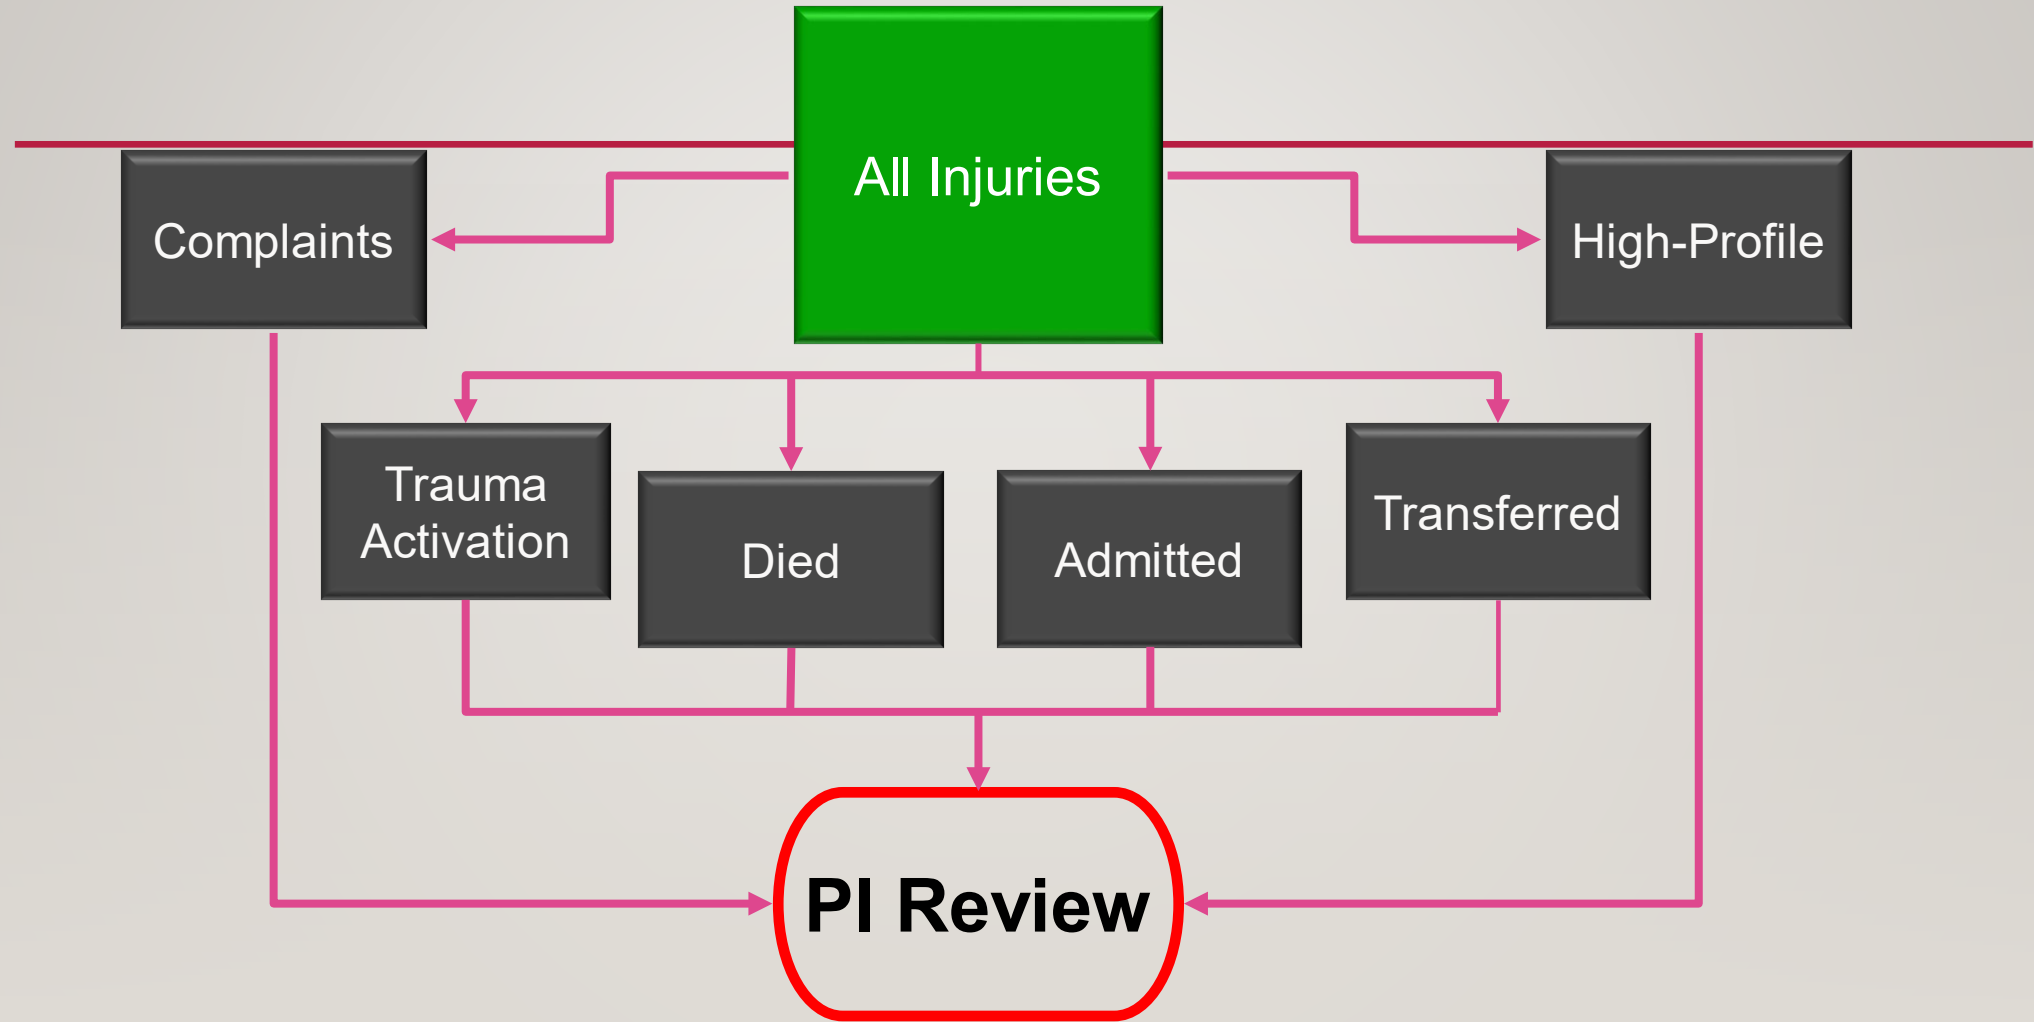 All Injuries
Complaints
High-Profile
Trauma
Activation
Died
Admitted
Transferred
PI Review